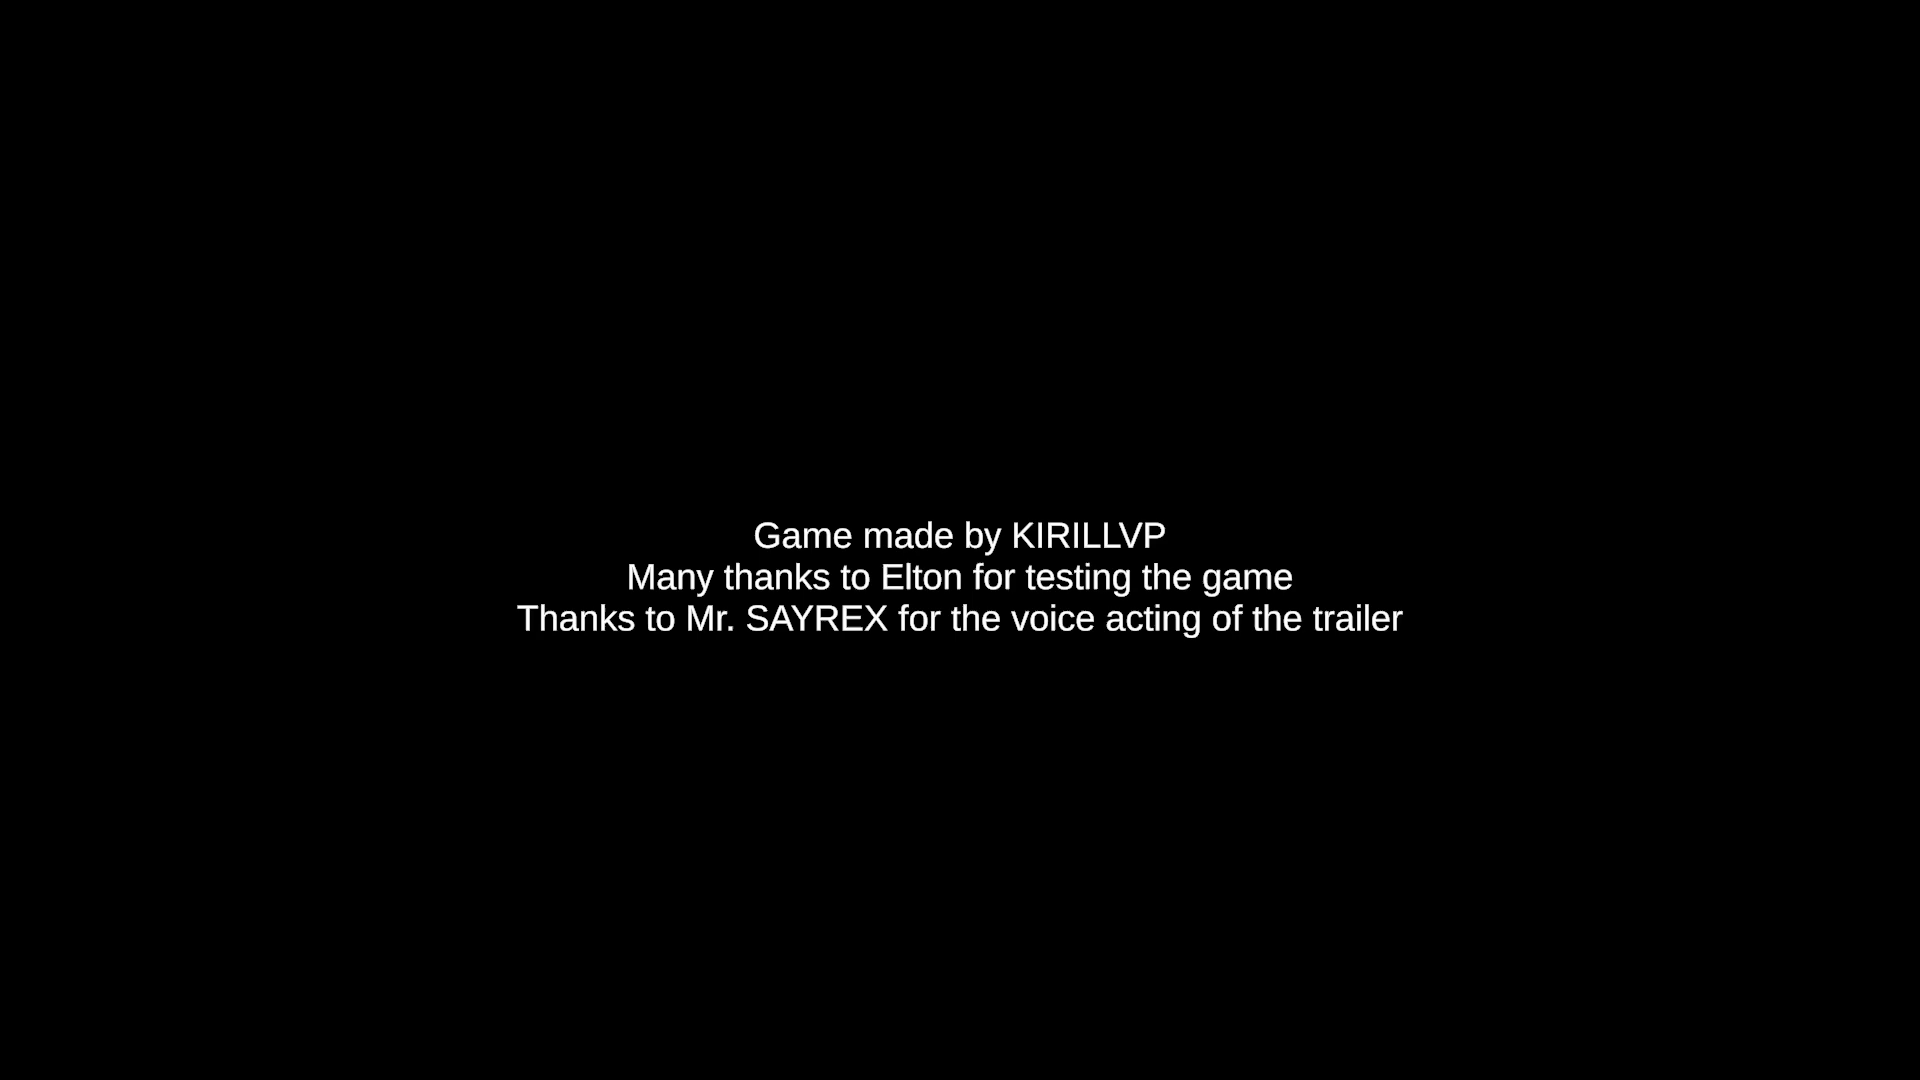 Game made by KIRILLVP
Many thanks to Elton for testing the game
Thanks to Mr. SAYREX for the voice acting of the trailer